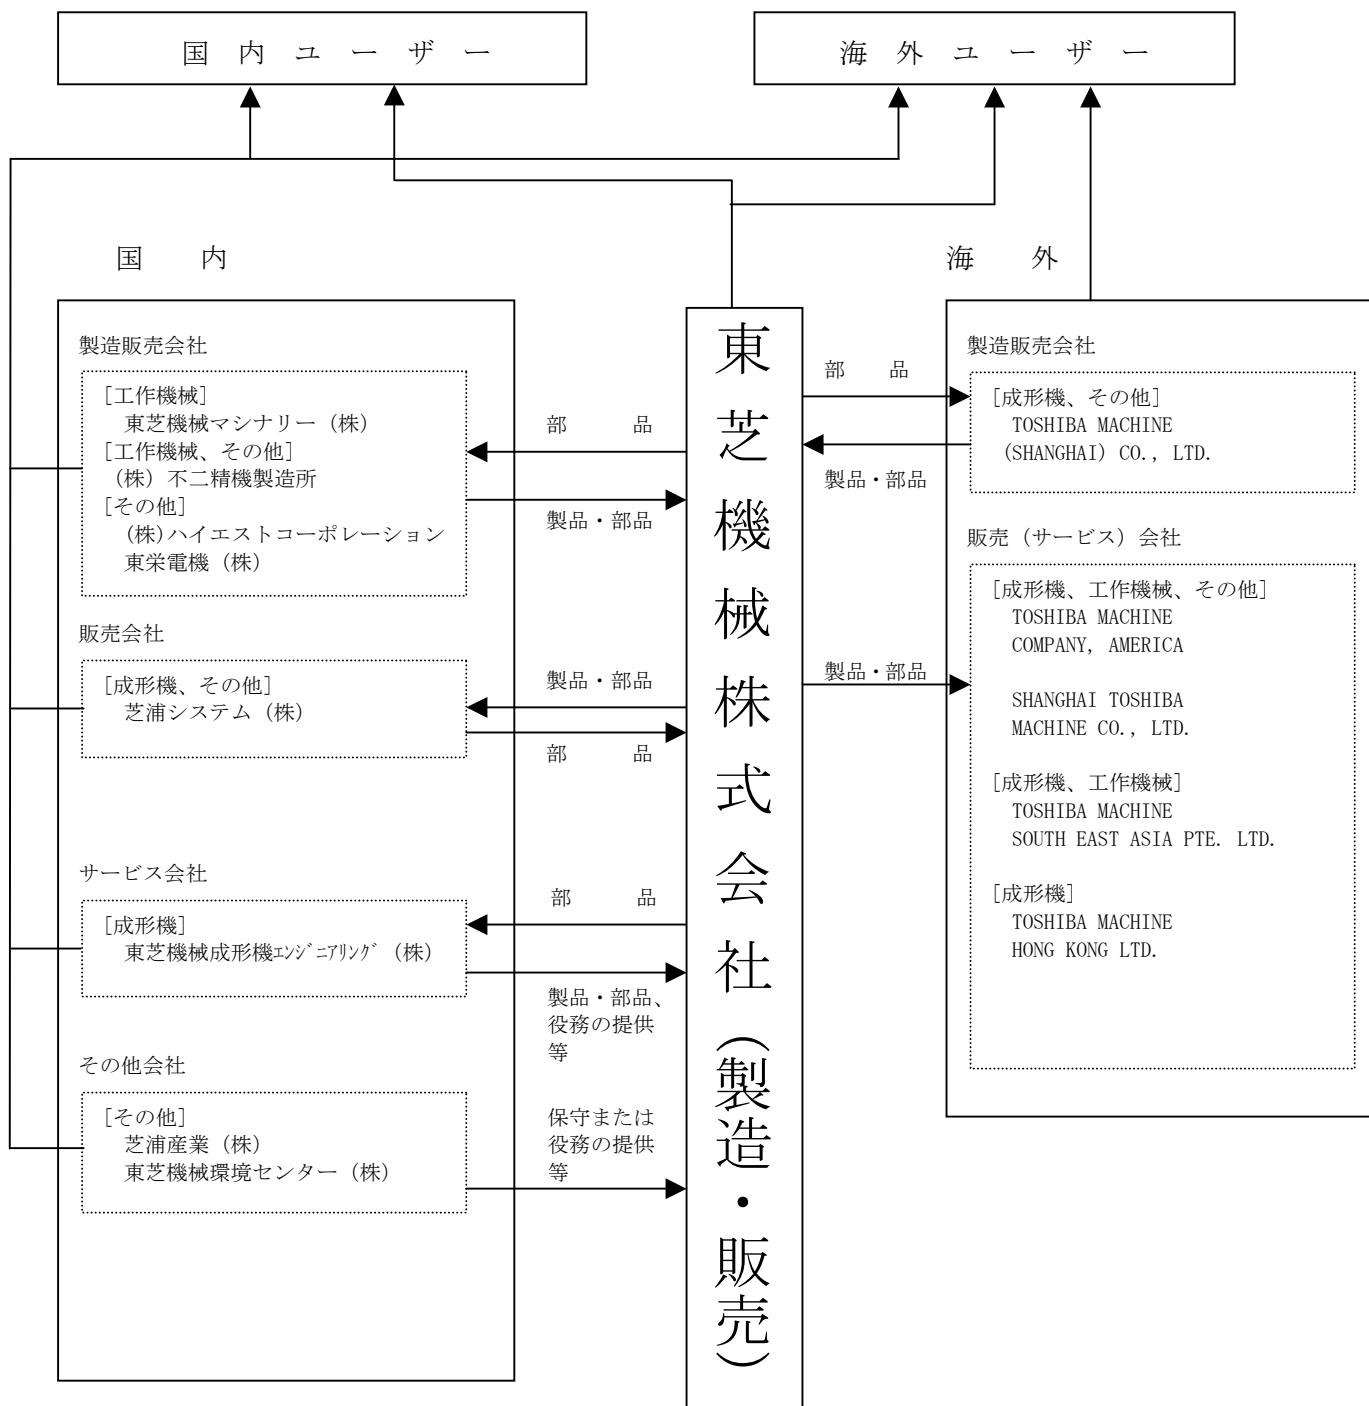 国内ユーザー
海外ユーザー
国内
製造販売会社
［工作機械］
東芝機械マシナリー（株）
［工作機械、その他］
（株）不二精機製造所
［その他］
（株）ハイエストコーポレーション
東栄電機（株）
販売会社
［成形機、その他］
芝浦システム（株）
サービス会社
［成形機］
東芝機械成形機ｴﾝｼﾞﾆｱﾘﾝｸﾞ（株）
その他会社
［その他］
芝浦産業（株）
東芝機械環境センター（株）
部品
製品・部品
製品・部品
部品
部品
製品・部品、
役務の提供
等
保守または
役務の提供
等
東芝機械株式会社（製造・販売）
部品
製品・部品
製品・部品
海外
製造販売会社
［成形機、その他］
TOSHIBA MACHINE
(SHANGHAI) CO., LTD.
販売（サービス）会社
［成形機、工作機械、その他］
TOSHIBA MACHINE
COMPANY, AMERICA
SHANGHAI TOSHIBA
MACHINE CO., LTD.
［成形機、工作機械］
TOSHIBA MACHINE
SOUTH EAST ASIA PTE. LTD.
［成形機］
TOSHIBA MACHINE
HONG KONG LTD.